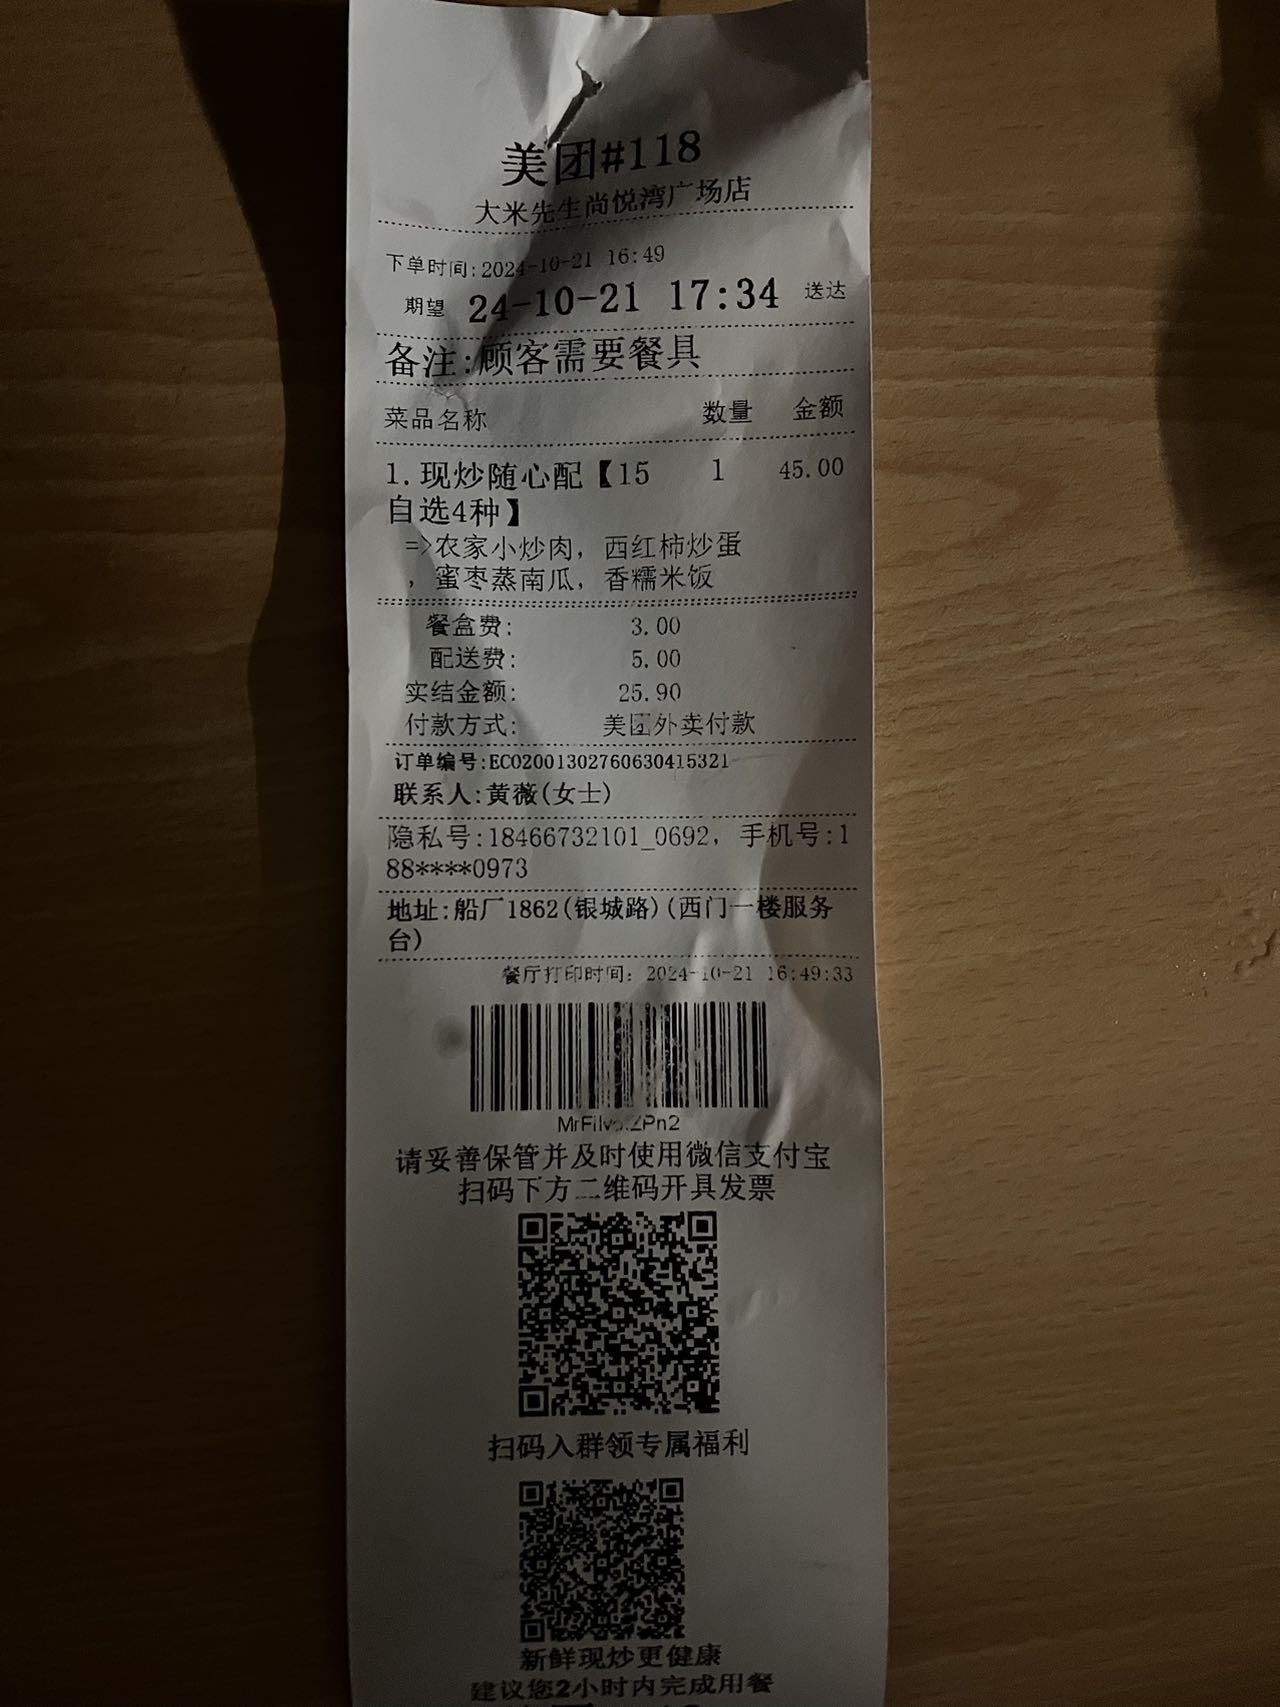 美团#118
大米先生尚悦湾广场店
下单时间:2024-10-21 16:49
期望 24-10-21 17:34 送达
备注:顾客需要餐具
菜品名称 数量 金额
1.现炒随心配【15 1 45.00
自选4种】
=>农家小炒肉，西红柿炒蛋
，蜜枣蒸南瓜，香糯米饭
餐盒费: 3.00
配送费: 5.00
实结金额: 25.90
付款方式: 美团外卖付款
订单编号:ECO20013027606304​15321
联系人:黄薇(女士)
隐私号:18466732101_0692，手机号:1
88****0973
地址:船厂1862(银城路)(西门一楼服务
台)
餐厅打印时间: 2024-10-21 16:49:33
请妥善保管并及时使用微信支付宝
扫码下方二维码开具发票
扫码入群领专属福利
新鲜现炒更健康
建议您2小时内完成用餐